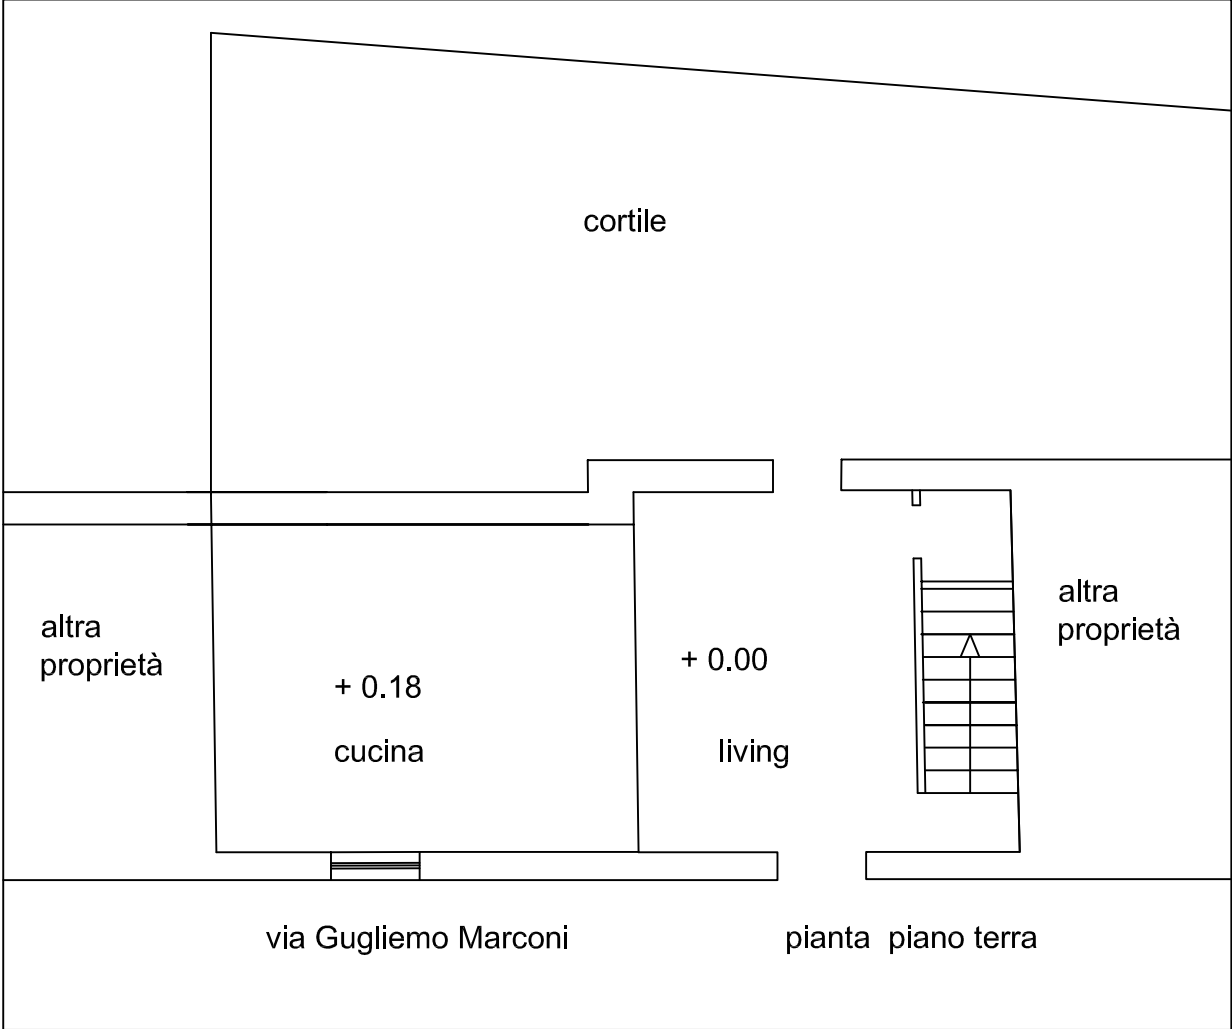 cortile
altra
proprietà
altra
proprietà
+ 0.18
+ 0.00
cucina
living
via Gugliemo Marconi
pianta piano terra